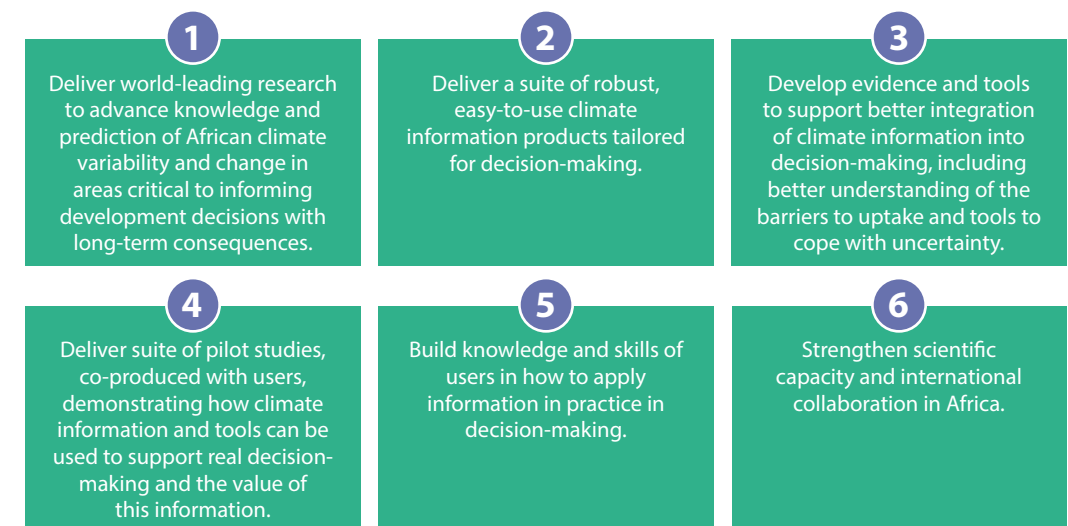 1
Deliver world-leading research
to advance knowledge and
prediction of African climate
variability and change in
areas critical to informing
development decisions with
long-term consequences.
2
Deliver a suite of robust,
easy-to-use climate
information products tailored
for decision-making.
3
Develop evidence and tools
to support better integration
of climate information into
decision-making, including
better understanding of the
barriers to uptake and tools to
cope with uncertainty.
4
Deliver suite of pilot studies,
co-produced with users,
demonstrating how climate
information and tools can be
used to support real decision-
making and the value of
this information.
5
Build knowledge and skills of
users in how to apply
information in practice in
decision-making.
6
Strengthen scientific
capacity and international
collaboration in Africa.